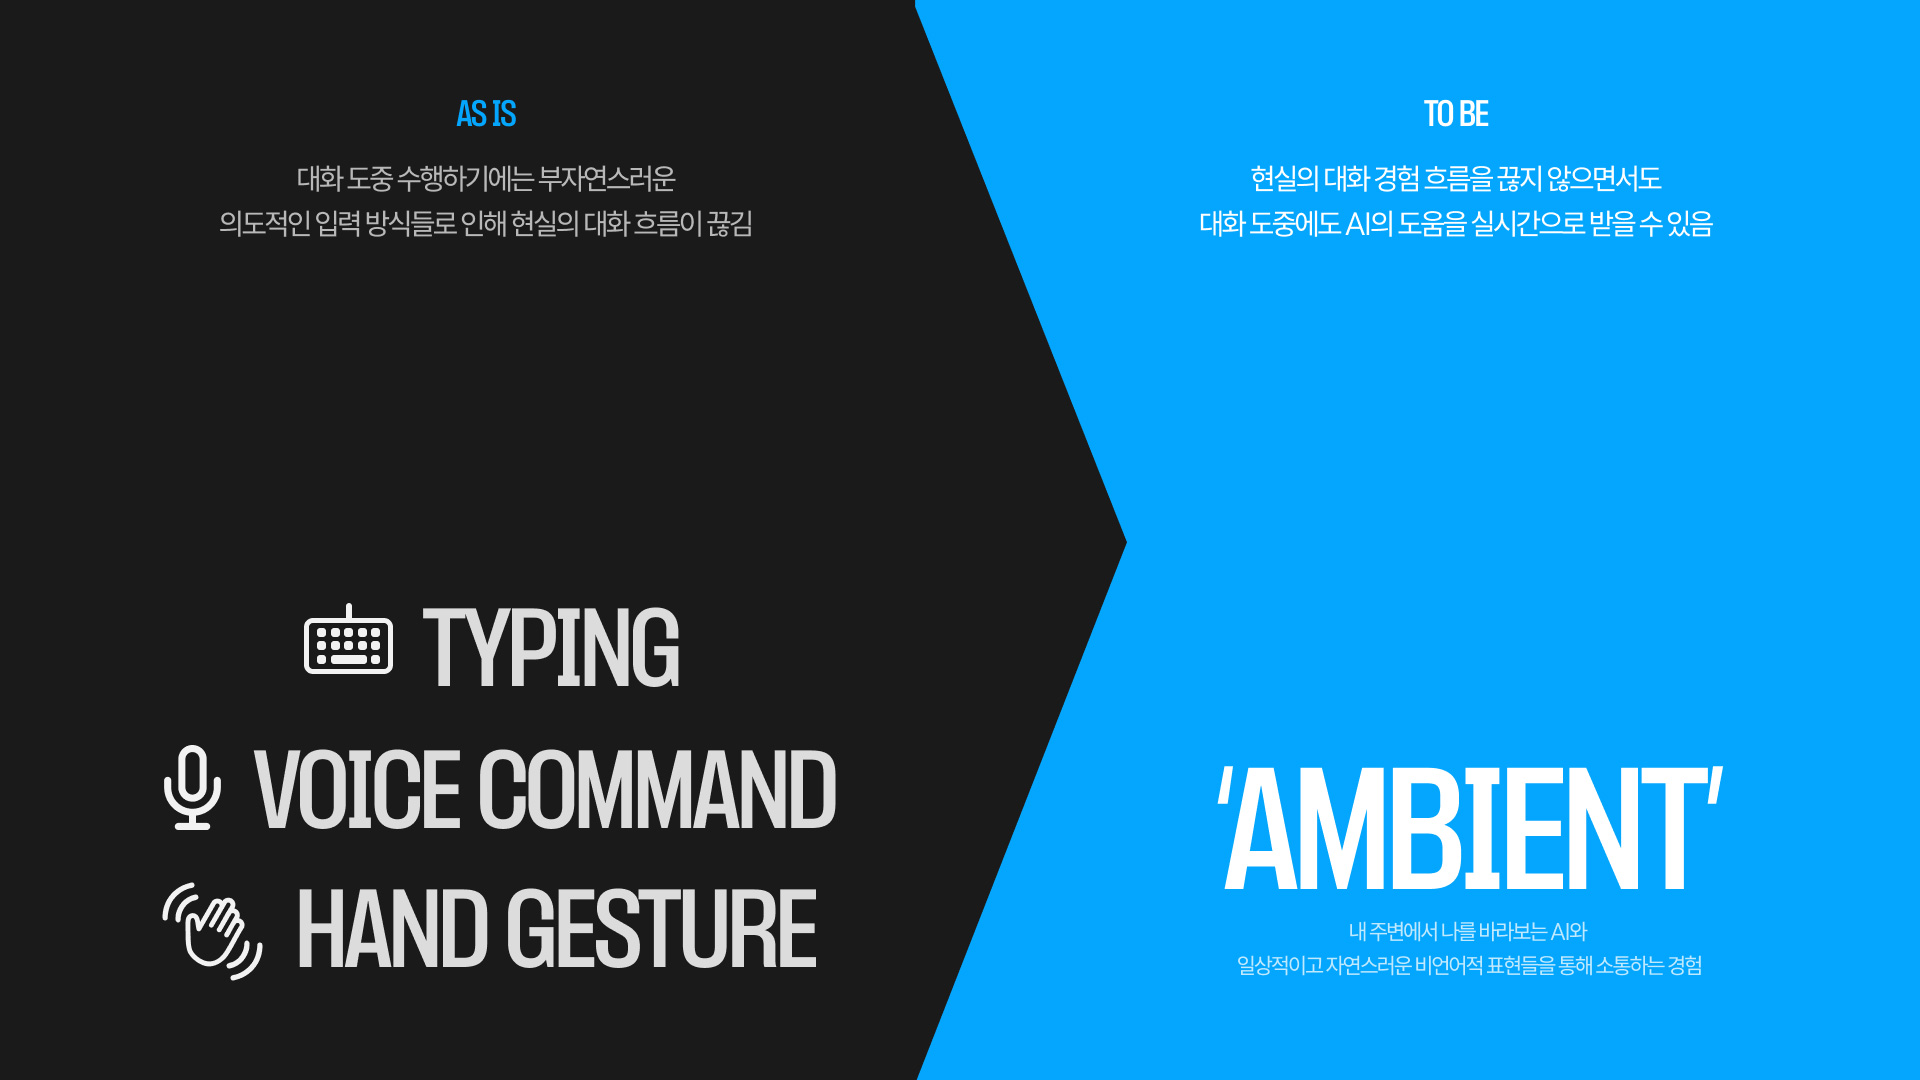 AS IS
대화 도중 수행하기에는 부자연스러운
의도적인 입력 방식들로 인해 현실의 대화 흐름이 끊김
TYPING
VOICE COMMAND
HAND GESTURE
TO BE
현실의 대화 경험 흐름을 끊지 않으면서도
대화 도중에도 AI의 도움을 실시간으로 받을 수 있음
'AMBIENT'
내 주변에서 나를 바라보는 AI와
일상적이고 자연스러운 비언어적 표현들을 통해 소통하는 경험